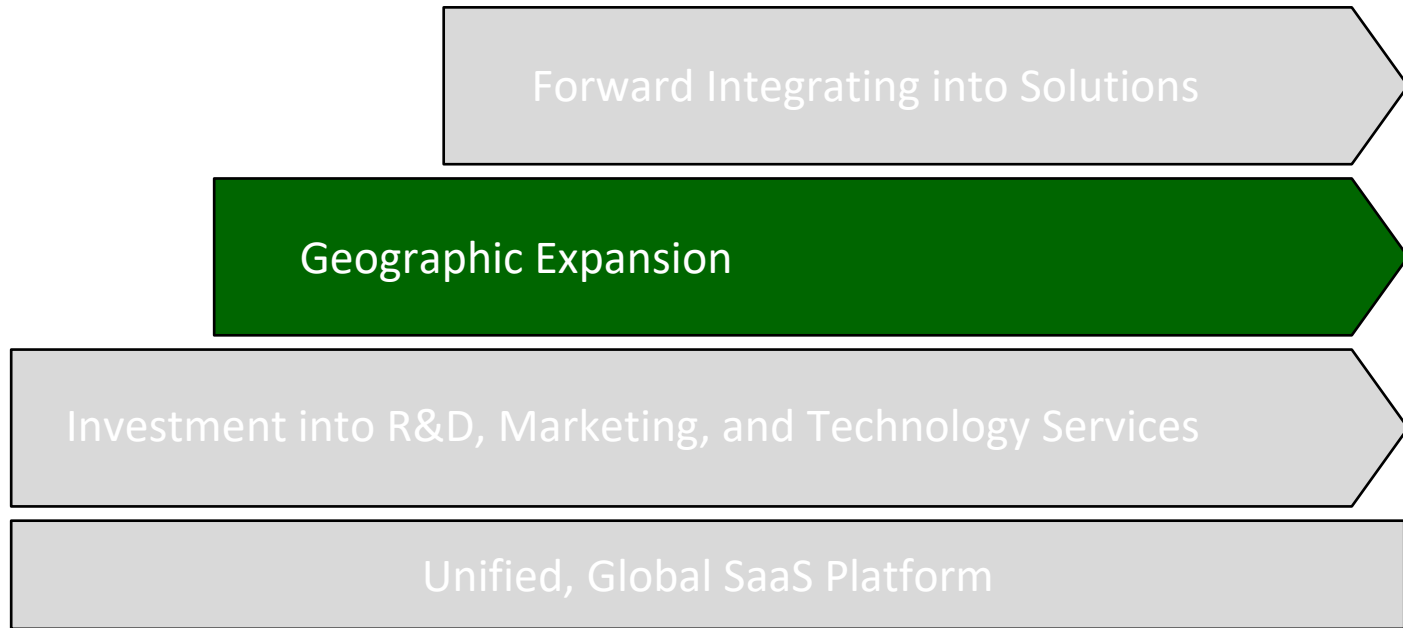 Forward Integrating into Solutions
Geographic Expansion
Investment into R&D, Marketing, and Technology Services
Unified, Global SaaS Platform